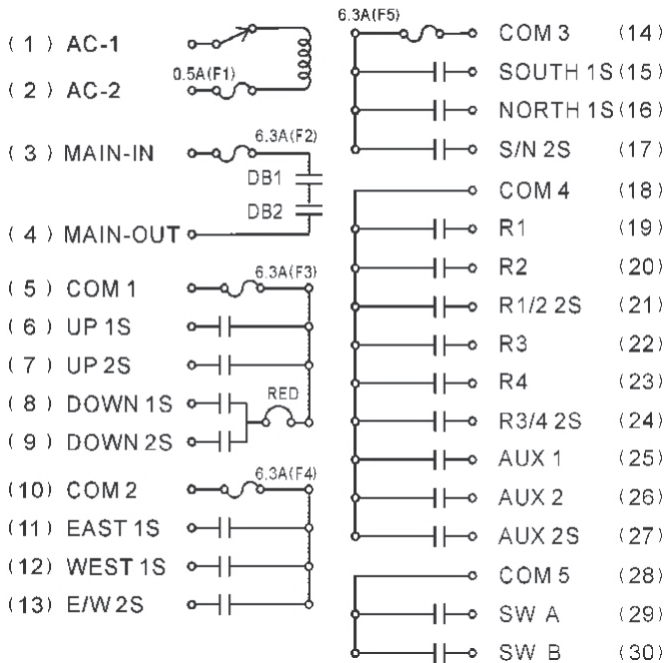 ( 1 ) AC-1
0.5A(F1)
( 2 ) AC-2
( 3 ) MAIN-IN
6.3A(F2)
DB1
DB2
( 4 ) MAIN-OUT
6.3A(F3)
( 5 ) COM 1
( 6 ) UP 1S
( 7 ) UP 2S
( 8 ) DOWN 1S
RED
( 9 ) DOWN 2S
6.3A(F4)
(10) COM 2
(11) EAST 1S
(12) WEST 1S
(13) E/W 2S
6.3A(F5)
COM 3 (14)
SOUTH 1S (15)
NORTH 1S (16)
S/N 2S (17)
COM 4 (18)
R1 (19)
R2 (20)
R1/2 2S (21)
R3 (22)
R4 (23)
R3/4 2S (24)
AUX 1 (25)
AUX 2 (26)
AUX 2S (27)
COM 5 (28)
SW A (29)
SW B (30)